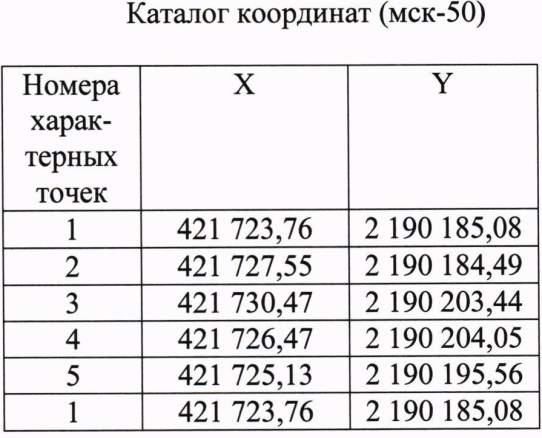 Каталог координат (мск-50)
Номера харак- терных точек X Y
1 421 723,76 2 190 185,08
2 421 727,55 2 190 184,49
3 421 730,47 2 190 203,44
4 421 726,47 2 190 204,05
5 421 725,13 2 190 195,56
1 421 723,76 2 190 185,08